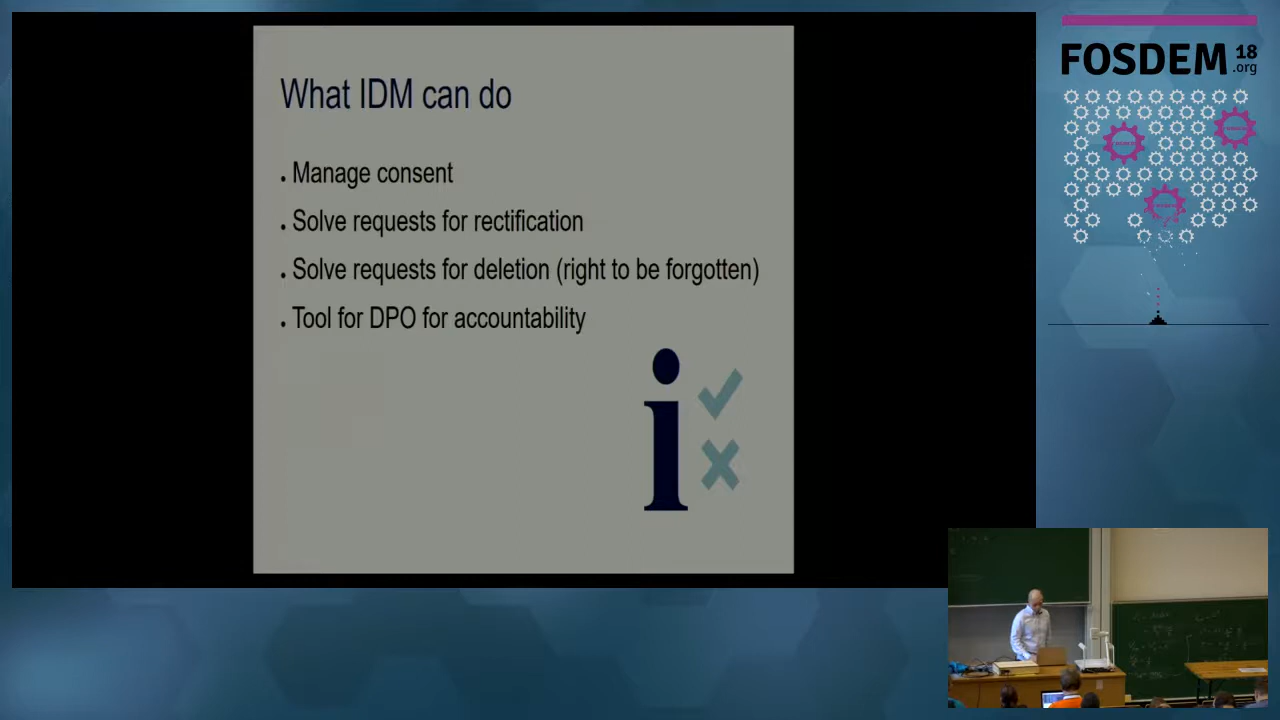 What IDM can do
. Manage consent
. Solve requests for rectification
. Solve requests for deletion (right to be forgotten)
. Tool for DPO for accountability
i
FOSDEM 18
.org